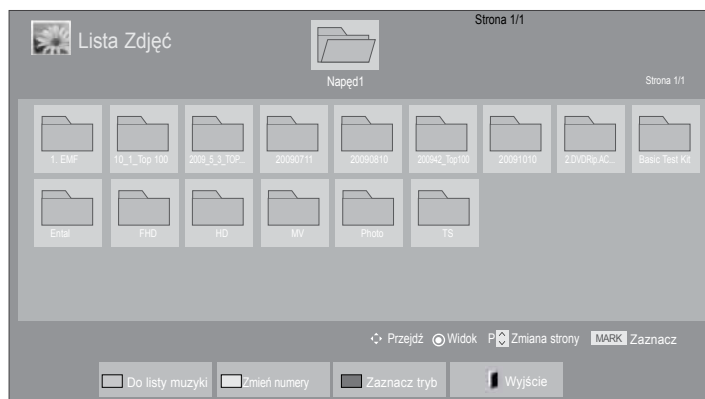 Strona 1/1
Lista Zdjęć
Napęd1
Strona 1/1
1. EMF 10_1_Top 100 2009_5_3_TOP... 20090711 20090810 200942_Top100 20091010 2.DVDRip.AC... Basic Test Kit
Ental FHD HD MV Photo TS
Przejdź Widok P Zmiana strony MARK Zaznacz
Do listy muzyki Zmień numery Zaznacz tryb Wyjście